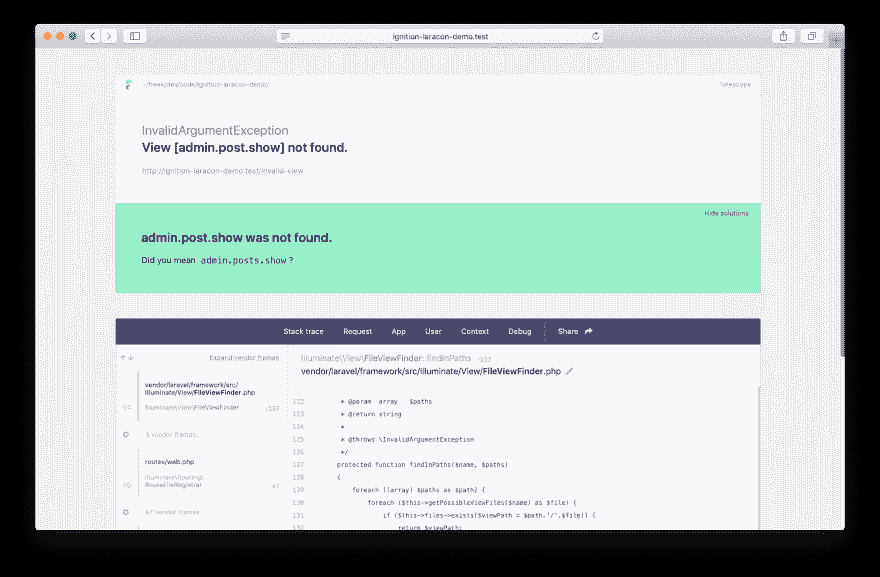 ignition-laracon-demo.test
~/freek/dev/code/ignition-laracon-demo/
Telescope
InvalidArgumentException
View [admin.post.show] not found.
http://ignition-laracon-demo.test/invalid-view
Hide solutions
admin.post.show was not found.
Did you mean admin.posts.show ?
Stack trace Request App User Context Debug Share
Expand vendor frames
vendor/laravel/framework/src/
Illuminate/View/FileViewFinder.php
Illuminate\View\FileViewFinder :137
3 vendor frames…
routes/web.php
Illuminate\Routing\
RouteFileRegistrar :7
47 vendor frames
Illuminate\View\FileViewFinder::findInPaths :137
vendor/laravel/framework/src/Illuminate/View/FileViewFinder.php
122 * @param array $paths
123 * @return string
124 *
125 * @throws \InvalidArgumentException
126 */
127 protected function findInPaths($name, $paths)
128 {
129 foreach ((array) $paths as $path) {
130 foreach ($this->getPossibleViewFiles($name) as $file) {
131 if ($this->files->exists($viewPath = $path.'/'.$file)) {
132 return $viewPath;